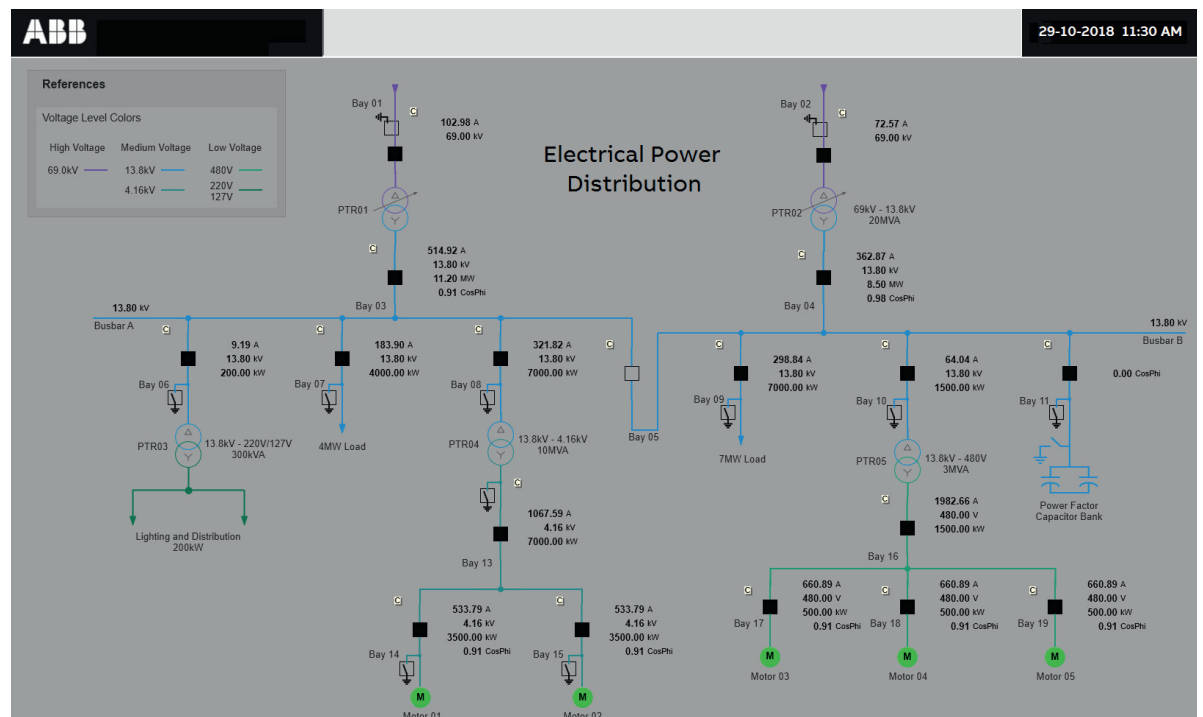 ABB
29-10-2018 11:30 AM
References
Voltage Level Colors
High Voltage
Medium Voltage
Low Voltage
69.0kV
13.8kV
480V
4.16kV
220V
127V
Electrical Power
Distribution
Bay 01
C
102.98 A
69.00 kV
PTR01
C
514.92 A
13.80 kV
11.20 MW
0.91 CosPhi
Bay 03
Bay 02
C
72.57 A
69.00 kV
PTR02
69kV - 13.8kV
20MVA
C
362.87 A
13.80 kV
8.50 MW
0.98 CosPhi
Bay 04
13.80 kV
Busbar A
13.80 kV
Busbar B
C
9.19 A
13.80 kV
200.00 kW
Bay 06
PTR03
13.8kV - 220V/127V
300kVA
Lighting and Distribution
200kW
C
183.90 A
13.80 kV
4000.00 kW
Bay 07
4MW Load
C
321.82 A
13.80 kV
7000.00 kW
Bay 08
PTR04
13.8kV - 4.16kV
10MVA
C
1067.59 A
4.16 kV
7000.00 kW
Bay 13
C
533.79 A
4.16 kV
3500.00 kW
0.91 CosPhi
Bay 14
M
Motor 01
C
533.79 A
4.16 kV
3500.00 kW
0.91 CosPhi
Bay 15
M
Motor 02
C
Bay 05
C
298.84 A
13.80 kV
7000.00 kW
Bay 09
7MW Load
C
64.04 A
13.80 kV
1500.00 kW
Bay 10
PTR05
13.8kV - 480V
3MVA
C
1982.66 A
480.00 V
1500.00 kW
Bay 16
C
0.00 CosPhi
Bay 11
Power Factor
Capacitor Bank
C
660.89 A
480.00 V
500.00 kW
0.91 CosPhi
Bay 17
M
Motor 03
C
660.89 A
480.00 V
500.00 kW
0.91 CosPhi
Bay 18
M
Motor 04
C
660.89 A
480.00 V
500.00 kW
0.91 CosPhi
Bay 19
M
Motor 05